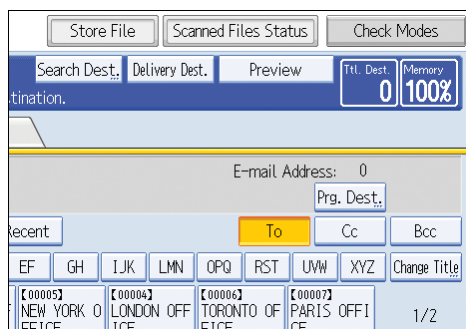 Store File Scanned Files Status Check Modes
Search Dest. Delivery Dest. Preview Ttl. Dest. Memory
tination. 0 100%
E-mail Address: 0
Prg. Dest.
Recent To Cc Bcc
EF GH IJK LMN OPQ RST UVW XYZ Change Title
【00005】 【00004】 【00006】 【00007】
NEW YORK O LONDON OFF TORONTO OF PARIS OFFI 1/2
FFICE ICE FICE CE